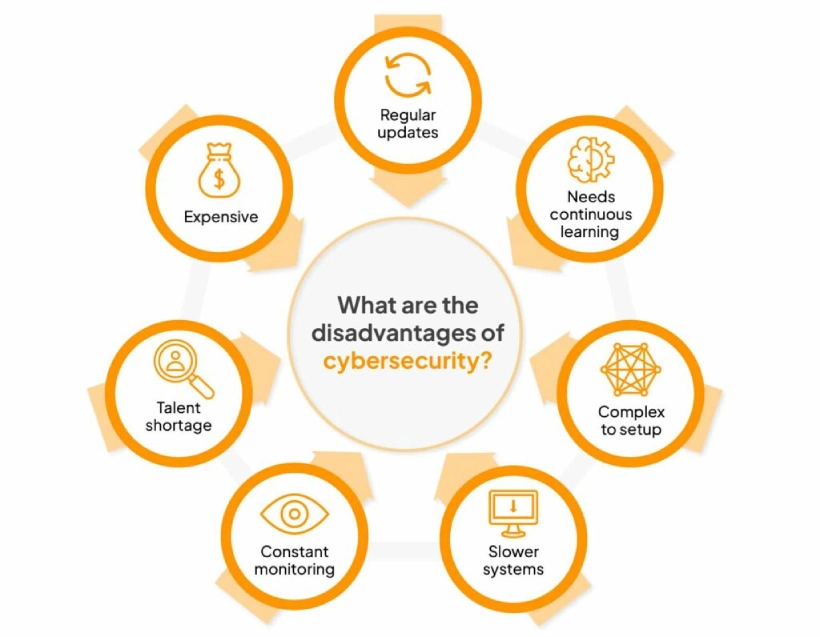 Regular
updates
Needs
continuous
learning
Complex
to setup
Slower
systems
Constant
monitoring
Talent
shortage
$
Expensive
What are the
disadvantages of
cybersecurity?